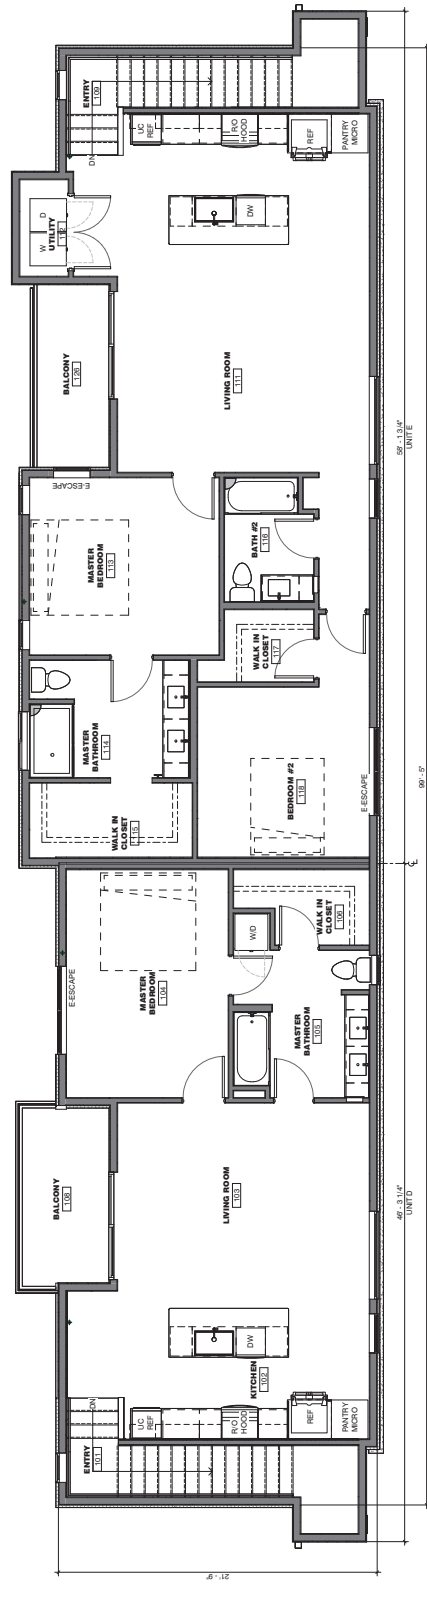 ENTRY
109
DN
UC
REF
R/O
HOOD
REF
PANTRY
MICRO
W
D
UTILITY
112
DW
BALCONY
126
LIVING ROOM
111
58' - 1 3/4"
UNIT E
E-ESCAPE
MASTER
BEDROOM
113
BATH #2
116
WALK IN
CLOSET
117
MASTER
BATHROOM
114
BEDROOM #2
118
E-ESCAPE
99' - 5"
WALK IN
CLOSET
115
CL
W/D
WALK IN
CLOSET
106
E-ESCAPE
MASTER
BEDROOM
104
MASTER
BATHROOM
105
BALCONY
108
LIVING ROOM
103
46' - 3 1/4"
UNIT D
DW
KITCHEN
102
DN
UC
REF
R/O
HOOD
REF
PANTRY
MICRO
ENTRY
101
21' - 9"